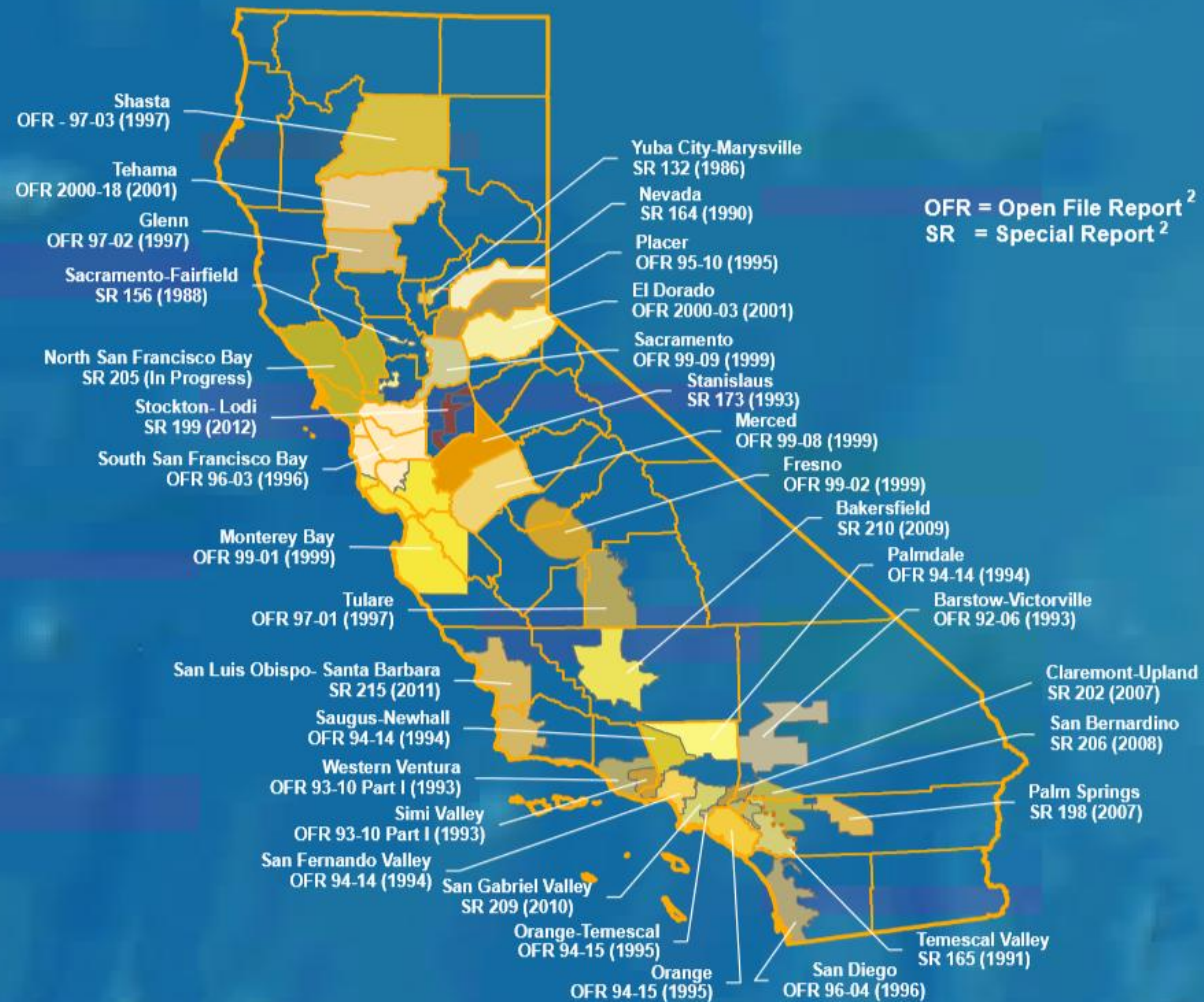 Shasta
OFR - 97-03 (1997)
Tehama
OFR 2000-18 (2001)
Glenn
OFR 97-02 (1997)
Sacramento-Fairfield
SR 156 (1988)
North San Francisco Bay
SR 205 (In Progress)
Stockton- Lodi
SR 199 (2012)
South San Francisco Bay
OFR 96-03 (1996)
Monterey Bay
OFR 99-01 (1999)
Tulare
OFR 97-01 (1997)
San Luis Obispo- Santa Barbara
SR 215 (2011)
Saugus-Newhall
OFR 94-14 (1994)
Western Ventura
OFR 93-10 Part I (1993)
Simi Valley
OFR 93-10 Part I (1993)
San Fernando Valley
OFR 94-14 (1994)
San Gabriel Valley
SR 209 (2010)
Orange-Temescal
OFR 94-15 (1995)
Orange
OFR 94-15 (1995)
San Diego
OFR 96-04 (1996)
Temescal Valley
SR 165 (1991)
Yuba City-Marysville
SR 132 (1986)
Nevada
SR 164 (1990)
Placer
OFR 95-10 (1995)
El Dorado
OFR 2000-03 (2001)
Sacramento
OFR 99-09 (1999)
Stanislaus
SR 173 (1993)
Merced
OFR 99-08 (1999)
Fresno
OFR 99-02 (1999)
Bakersfield
SR 210 (2009)
Palmdale
OFR 94-14 (1994)
Barstow-Victorville
OFR 92-06 (1993)
Claremont-Upland
SR 202 (2007)
San Bernardino
SR 206 (2008)
Palm Springs
SR 198 (2007)
OFR = Open File Report ²
SR = Special Report ²